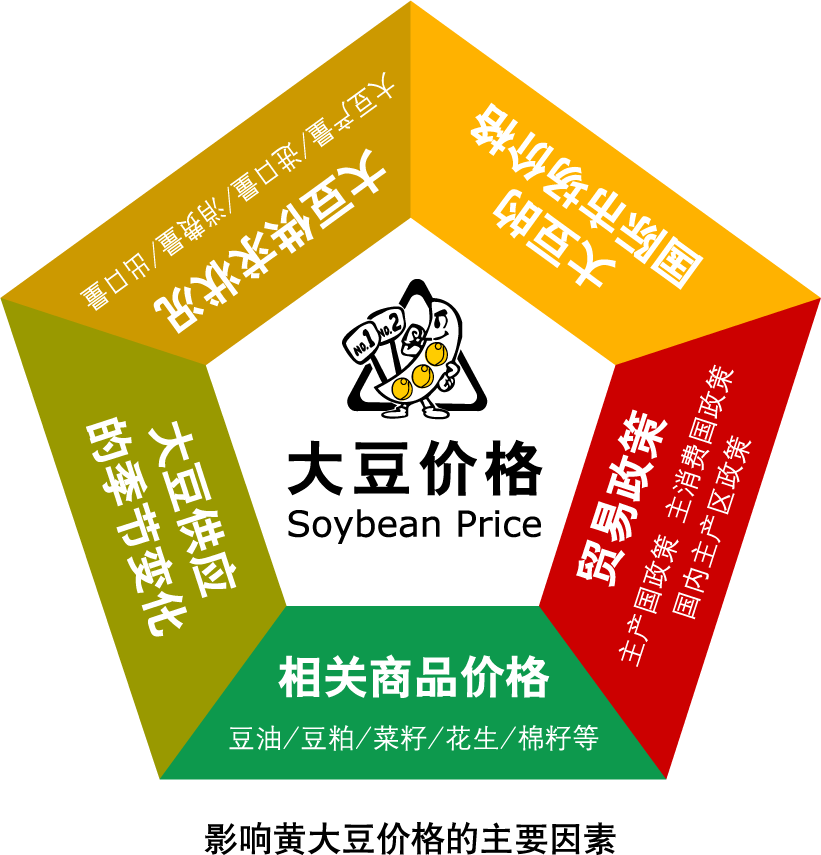 大豆产量/进口量/消费量/出口量
大豆供求状况
大豆的
国际市场价格
大豆供应
的季节变化
NO.1
NO.2
大豆价格
Soybean Price
贸易政策
主产国政策 主消费国政策
国内主产区政策
相关商品价格
豆油/豆粕/菜籽/花生/棉籽等
影响黄大豆价格的主要因素